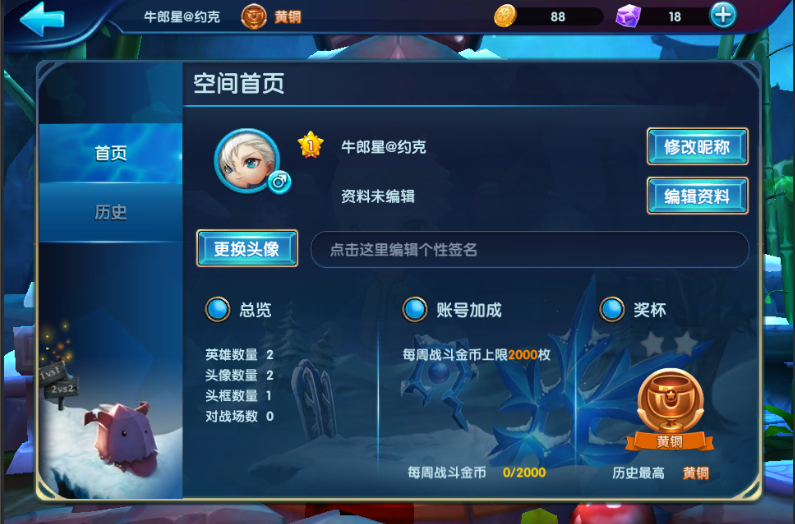 牛郎星@约克 黄铜 88 18
空间首页
首页
历史
1
牛郎星@约克
修改昵称
资料未编辑
编辑资料
更换头像
点击这里编辑个性签名
总览
英雄数量 2
头像数量 2
头框数量 1
对战场数 0
账号加成
每周战斗金币上限2000枚
每周战斗金币 0/2000
奖杯
黄铜
历史最高 黄铜
1vs1
2vs2